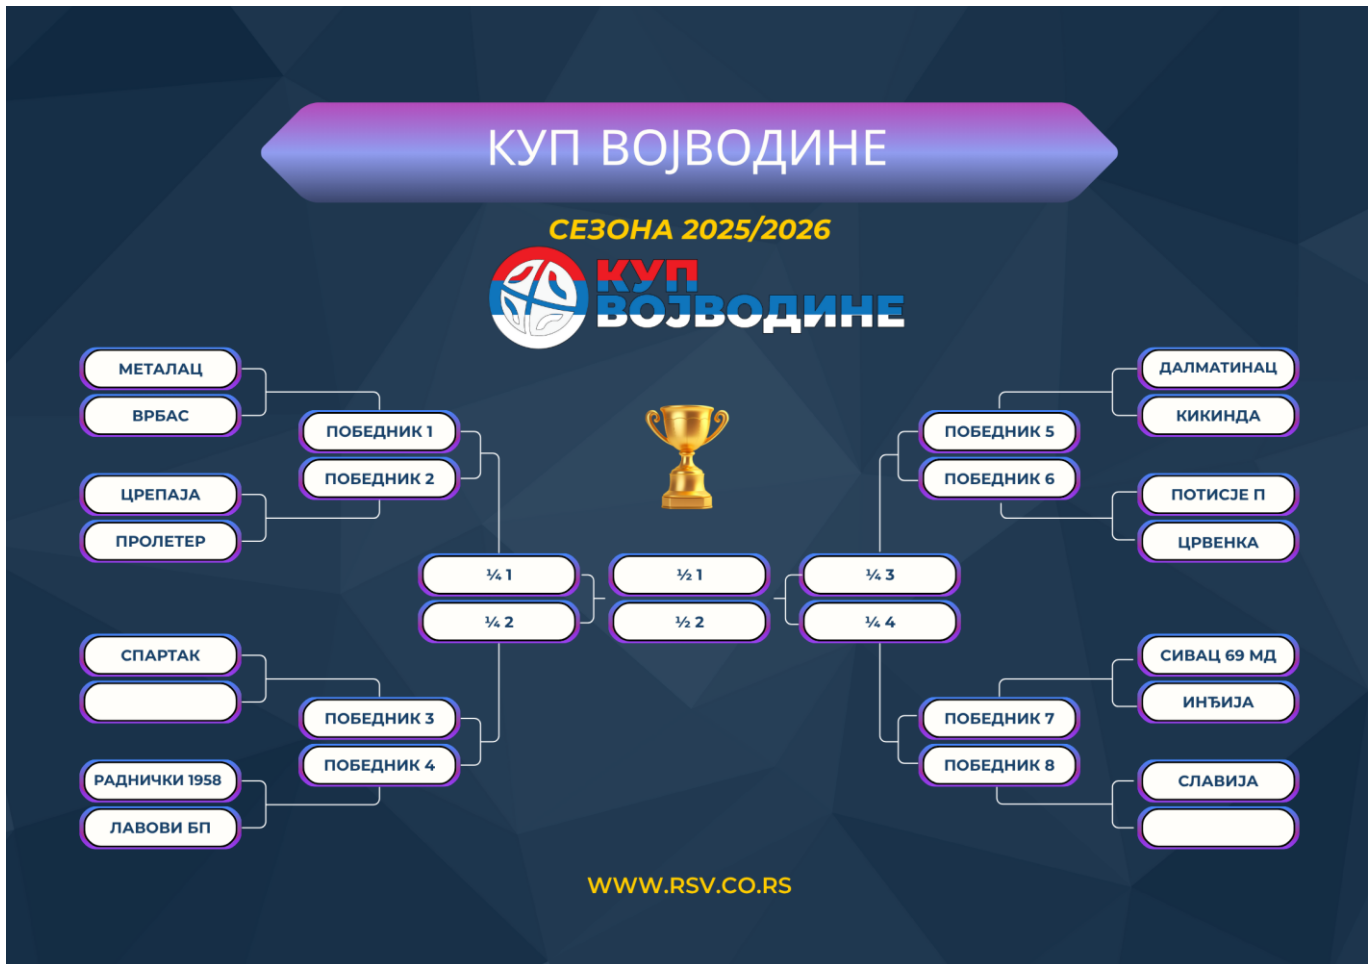 КУП ВОЈВОДИНЕ
СЕЗОНА 2025/2026
КУП
ВОЈВОДИНЕ
МЕТАЛАЦ
ВРБАС
ПОБЕДНИК 1
ПОБЕДНИК 2
ЦРЕПАЈА
ПРОЛЕТЕР
СПАРТАК
ПОБЕДНИК 3
ПОБЕДНИК 4
РАДНИЧКИ 1958
ЛАВОВИ БП
¼ 1
¼ 2
½ 1
½ 2
¼ 3
¼ 4
ДАЛМАТИНАЦ
КИКИНДА
ПОБЕДНИК 5
ПОБЕДНИК 6
ПОТИСЈЕ П
ЦРВЕНКА
СИВАЦ 69 МД
ИНЂИЈА
ПОБЕДНИК 7
ПОБЕДНИК 8
СЛАВИЈА
WWW.RSV.CO.RS